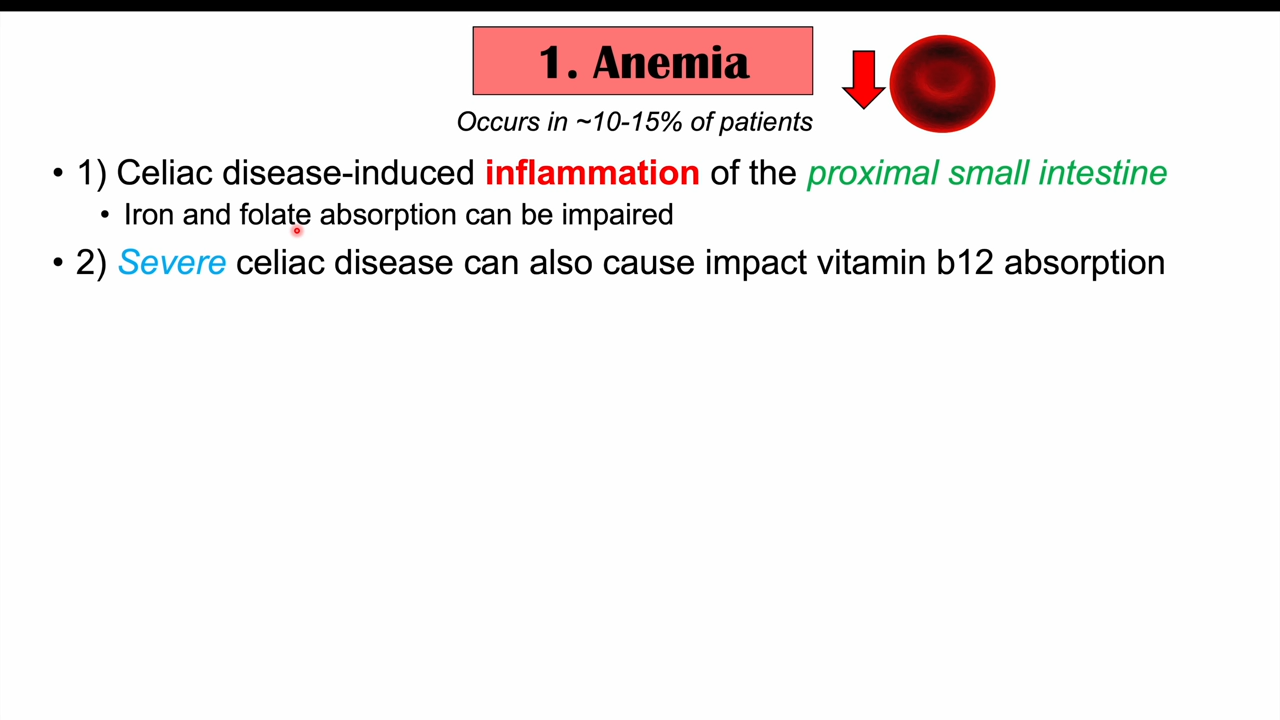 1. Anemia
Occurs in ~10-15% of patients
• 1) Celiac disease-induced inflammation of the proximal small intestine
• Iron and folate absorption can be impaired
• 2) Severe celiac disease can also cause impact vitamin b12 absorption